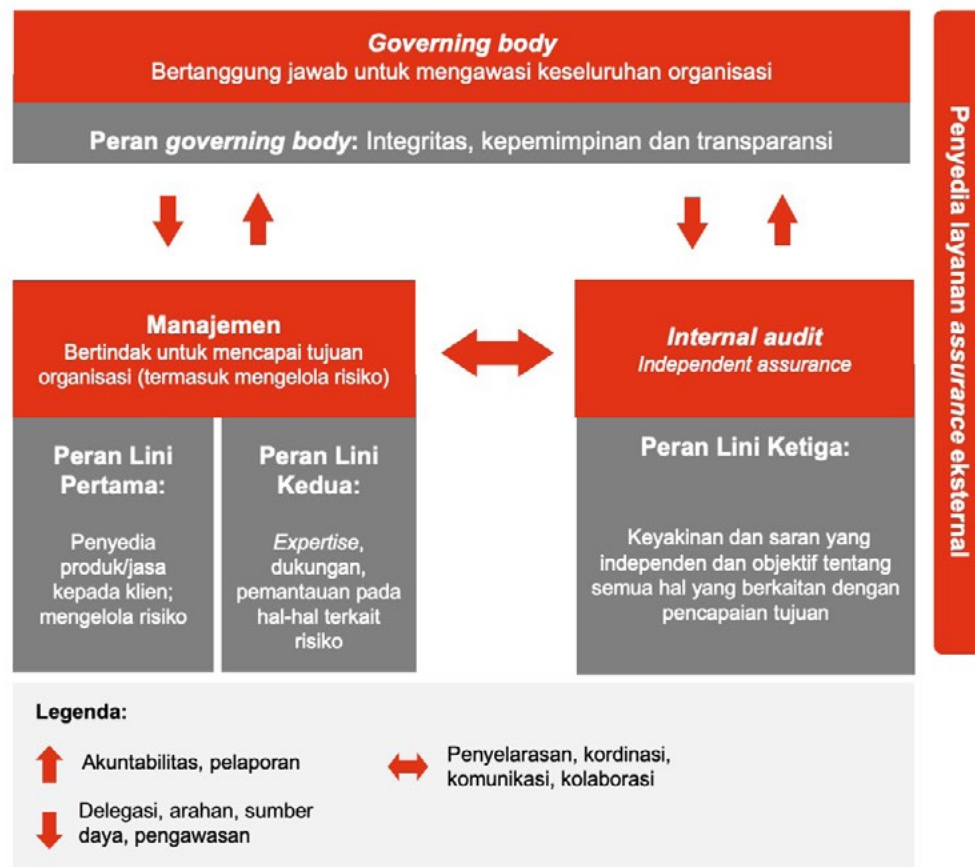 Governing body
Bertanggung jawab untuk mengawasi keseluruhan organisasi
Peran governing body: Integritas, kepemimpinan dan transparansi
Manajemen
Bertindak untuk mencapai tujuan
organisasi (termasuk mengelola risiko)
Internal audit
Independent assurance
Peran Lini
Pertama:
Penyedia
produk/jasa
kepada klien;
mengelola risiko
Peran Lini
Kedua:
Expertise,
dukungan,
pemantauan pada
hal-hal terkait
risiko
Peran Lini Ketiga:
Keyakinan dan saran yang
independen dan objektif tentang
semua hal yang berkaitan dengan
pencapaian tujuan
Penyedia layanan assurance eksternal
Legenda:
Akuntabilitas, pelaporan
Delegasi, arahan, sumber
daya, pengawasan
Penyelarasan, kordinasi,
komunikasi, kolaborasi